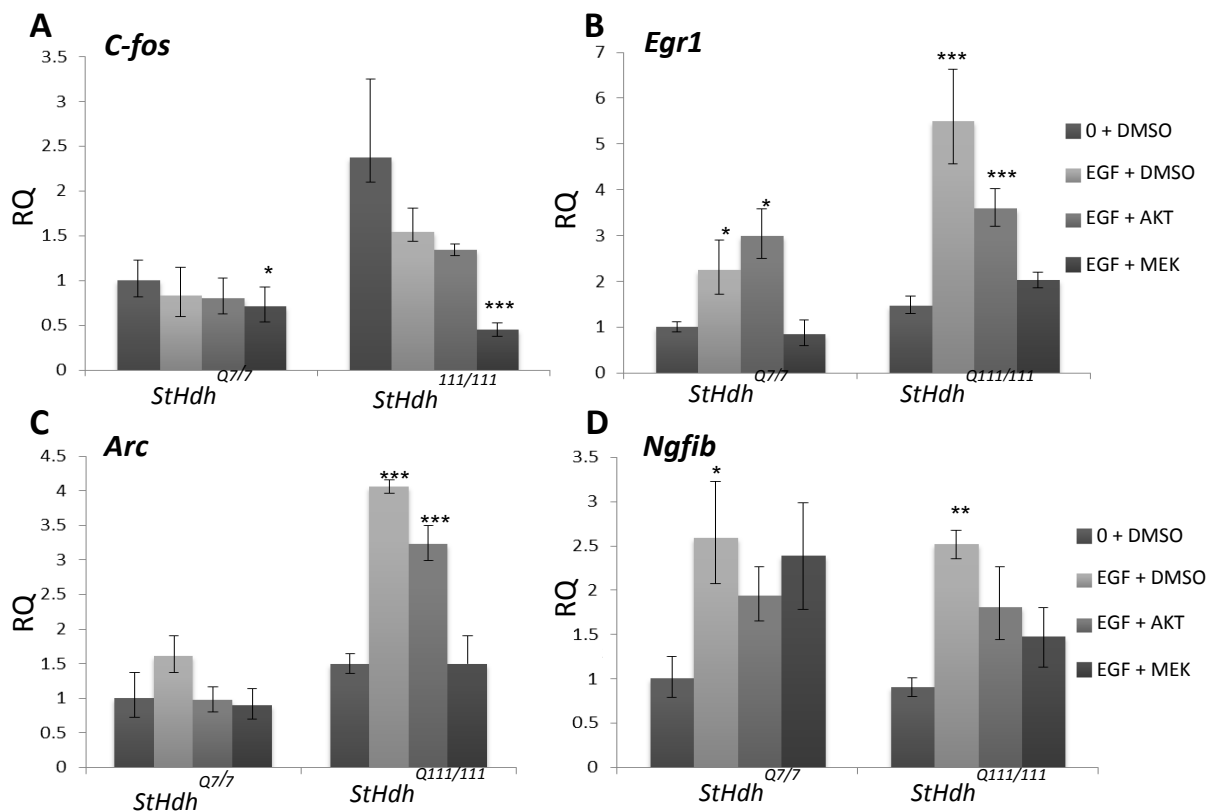 A
C-fos
3.5
3
2.5
2
1.5
1
0.5
0
RQ
*
***
StHdh Q7/7
StHdh 111/111
B
Egr1
7
6
5
4
3
2
1
0
RQ
*
*
***
***
StHdh Q7/7
StHdh Q111/111
0 + DMSO
EGF + DMSO
EGF + AKT
EGF + MEK
C
Arc
4.5
4
3.5
3
2.5
2
1.5
1
0.5
0
RQ
***
***
StHdh Q7/7
StHdh Q111/111
D
Ngfib
3.5
3
2.5
2
1.5
1
0.5
0
RQ
*
**
StHdh Q7/7
StHdh Q111/111
0 + DMSO
EGF + DMSO
EGF + AKT
EGF + MEK